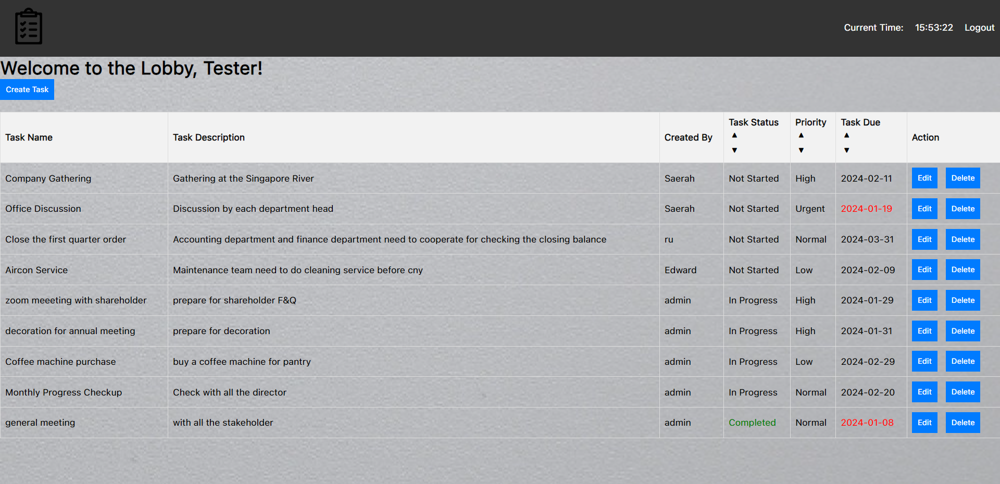 Current Time: 15:53:22 Logout
Welcome to the Lobby, Tester!
Create Task
Task Name Task Description Created By Task Status ▲ ▼ Priority ▲ ▼ Task Due ▲ ▼ Action
Company Gathering Gathering at the Singapore River Saerah Not Started High 2024-02-11 Edit Delete
Office Discussion Discussion by each department head Saerah Not Started Urgent 2024-01-19 Edit Delete
Close the first quarter order Accounting department and finance department need to cooperate for checking the closing balance ru Not Started Normal 2024-03-31 Edit Delete
Aircon Service Maintenance team need to do cleaning service before cny Edward Not Started Low 2024-02-09 Edit Delete
zoom meeeting with shareholder prepare for shareholder F&Q admin In Progress High 2024-01-29 Edit Delete
decoration for annual meeting prepare for decoration admin In Progress High 2024-01-31 Edit Delete
Coffee machine purchase buy a coffee machine for pantry admin In Progress Low 2024-02-29 Edit Delete
Monthly Progress Checkup Check with all the director admin In Progress Normal 2024-02-20 Edit Delete
general meeting with all the stakeholder admin Completed Normal 2024-01-08 Edit Delete